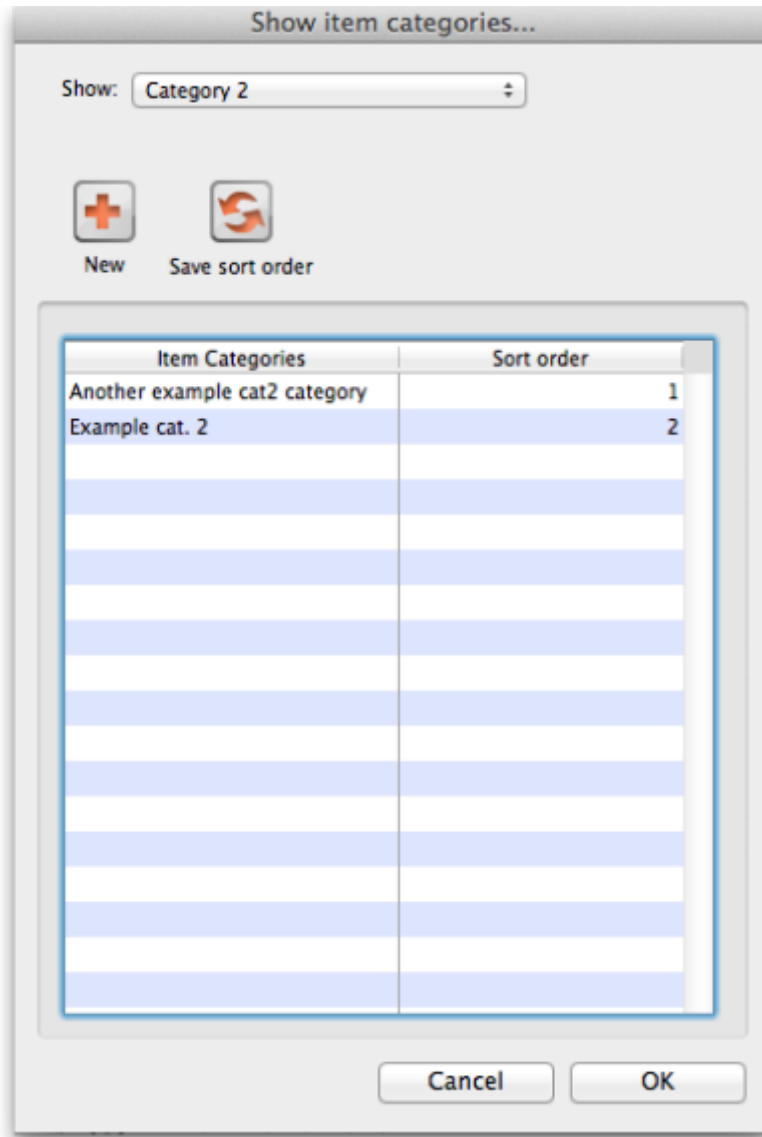 Show item categories...
Show: Category 2
New Save sort order
Item Categories Sort order
Another example cat2 category 1
Example cat. 2 2
Cancel OK